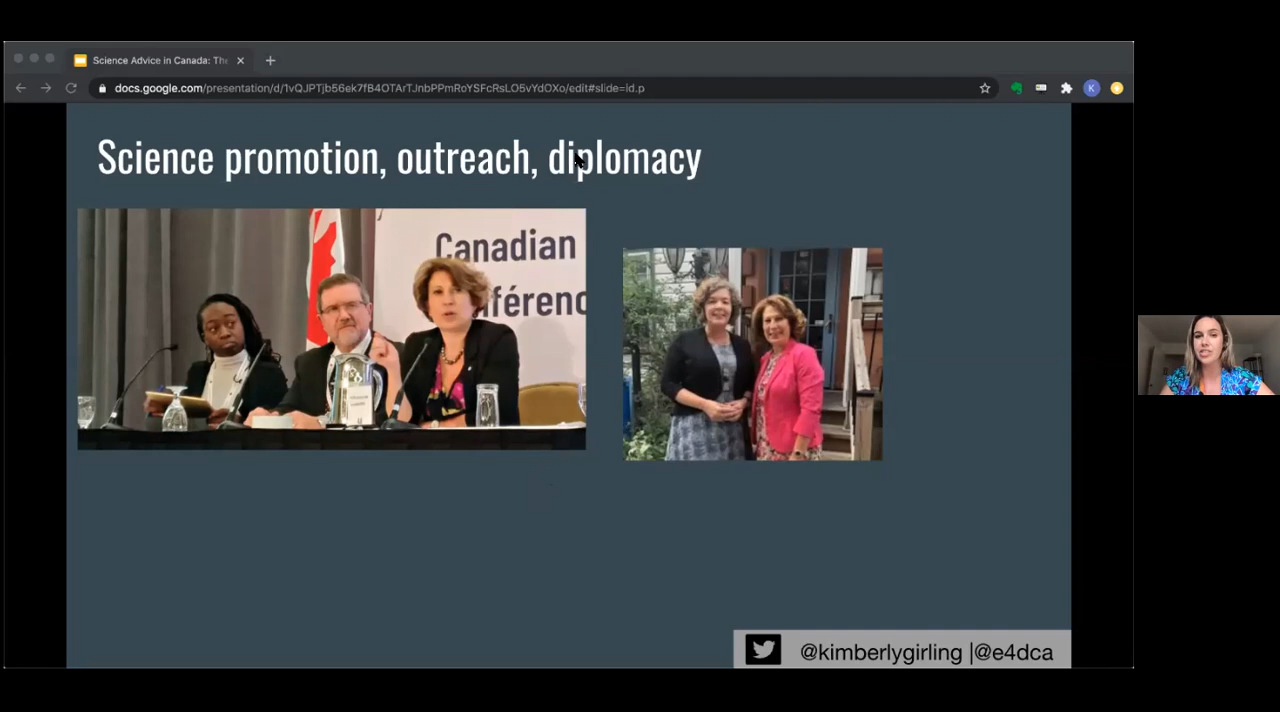 Science Advice in Canada: The
docs.google.com/presentation/d/1vQJPTjb56ek7fB4OTArTJnbPPmRoYSFcRsLO5vYdOXo/edit#slide=id.p
K
Science promotion, outreach, diplomacy
Canadian
nférenc
@kimberlygirling |@e4dca